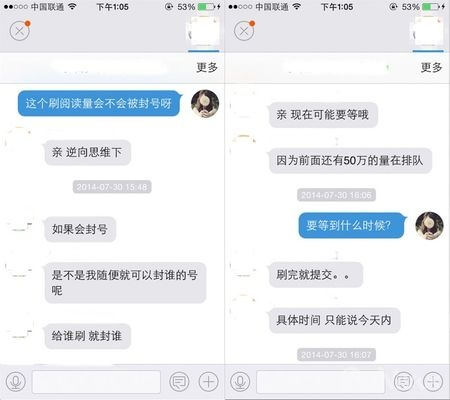 中国联通
下午1:05
53%
更多
这个刷阅读量会不会被封号呀
亲 逆向思维下
2014-07-30 15:48
如果会封号
是不是我随便就可以封谁的号
呢
给谁刷 就封谁
中国联通
下午1:05
53%
更多
亲 现在可能要等哦
因为前面还有50万的量在排队
2014-07-30 16:06
要等到什么时候?
刷完就提交。。
具体时间 只能说今天内
2014-07-30 16:07